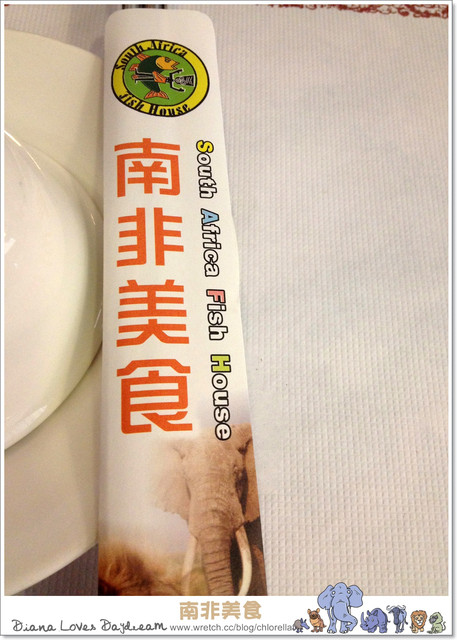 South Africa
Fish House
南非美食
South Africa Fish House
Diana Loves Daydream
南非美食
www.wretch.cc/blog/chlorella